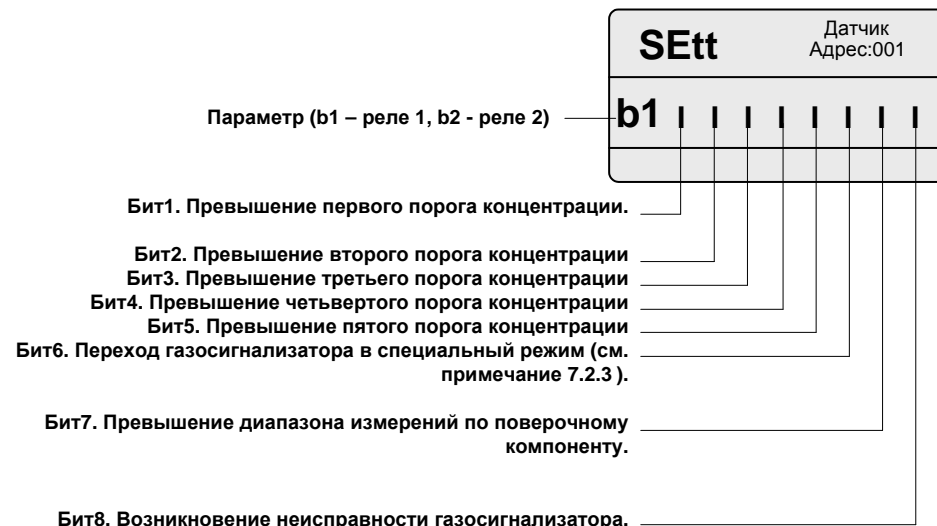 SEtt
Датчик
Адрес:001
Параметр (b1 – реле 1, b2 - реле 2)
b1 ı ı ı ı ı ı ı ı
Бит1. Превышение первого порога концентрации.
Бит2. Превышение второго порога концентрации
Бит3. Превышение третьего порога концентрации
Бит4. Превышение четьвертого порога концентрации
Бит5. Превышение пятого порога концентрации
Бит6. Переход газосигнализатора в специальный режим (см.
примечание 7.2.3 ).
Бит7. Превышение диапазона измерений по поверочному
компоненту.
Бит8. Возникновение неисправности газосигнализатора.